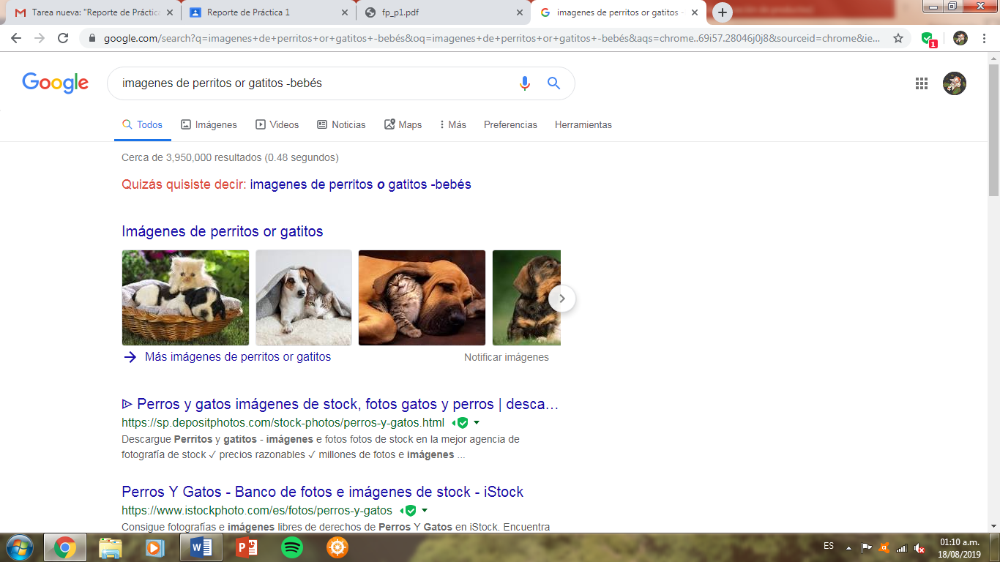 Tarea nueva: "Reporte de Práctica
Reporte de Práctica 1
fp_p1.pdf
imagenes de perritos or gatitos -
google.com/search?q=imagenes+de+perritos+or+gatitos+-bebés&oq=imagenes+de+perritos+or+gatitos+-bebés&aqs=chrome..69i57.28046j0j8&sourceid=chrome&ie...
1
Google
imagenes de perritos or gatitos -bebés
Todos
Imágenes
Videos
Noticias
Maps
Más
Preferencias
Herramientas
Cerca de 3,950,000 resultados (0.48 segundos)
Quizás quisiste decir: imagenes de perritos o gatitos -bebés
Imágenes de perritos or gatitos
Más imágenes de perritos or gatitos
Notificar imágenes
ᐉ Perros y gatos imágenes de stock, fotos gatos y perros | desca...
https://sp.depositphotos.com/stock-photos/perros-y-gatos.html
Descargue Perritos y gatitos - imágenes e fotos fotos de stock en la mejor agencia de
fotografía de stock ✓ precios razonables ✓ millones de fotos e imágenes ...
Perros Y Gatos - Banco de fotos e imágenes de stock - iStock
https://www.istockphoto.com/es/fotos/perros-y-gatos
Consigue fotografías e imágenes libres de derechos de Perros Y Gatos en iStock. Encuentra
ES
01:10 a.m.
18/08/2019